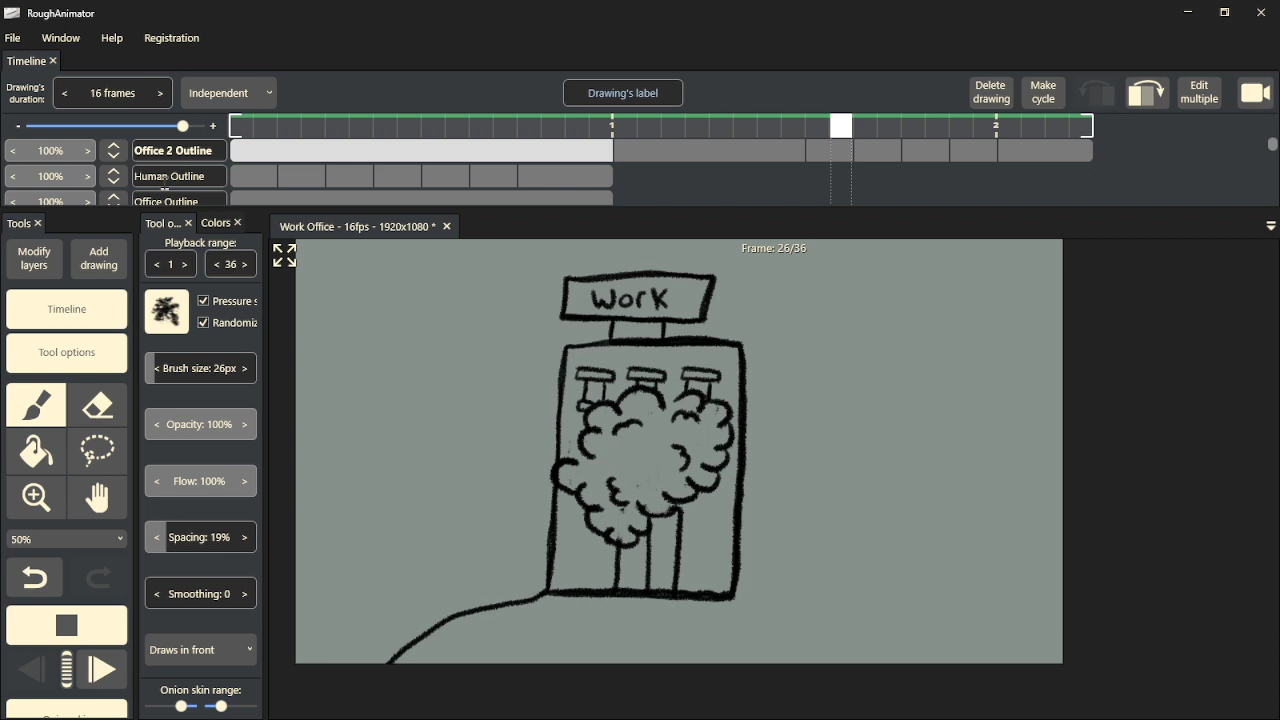 RoughAnimator
File Window Help Registration
Timeline
Drawing's duration: < 16 frames > Independent Drawing's label Delete drawing Make cycle Edit multiple
- + 1 2
< 100% > Office 2 Outline
< 100% > Human Outline
< 100% > Office Outline
Tools Tool o... Colors Work Office - 16fps - 1920x1080 *
Playback range: Frame: 26/36
Modify layers Add drawing < 1 > < 36 >
Timeline Pressure s
Randomiz
Tool options < Brush size: 26px >
Work
< Opacity: 100% >
< Flow: 100% >
50% < Spacing: 19% >
< Smoothing: 0 >
Draws in front
Onion skin range: